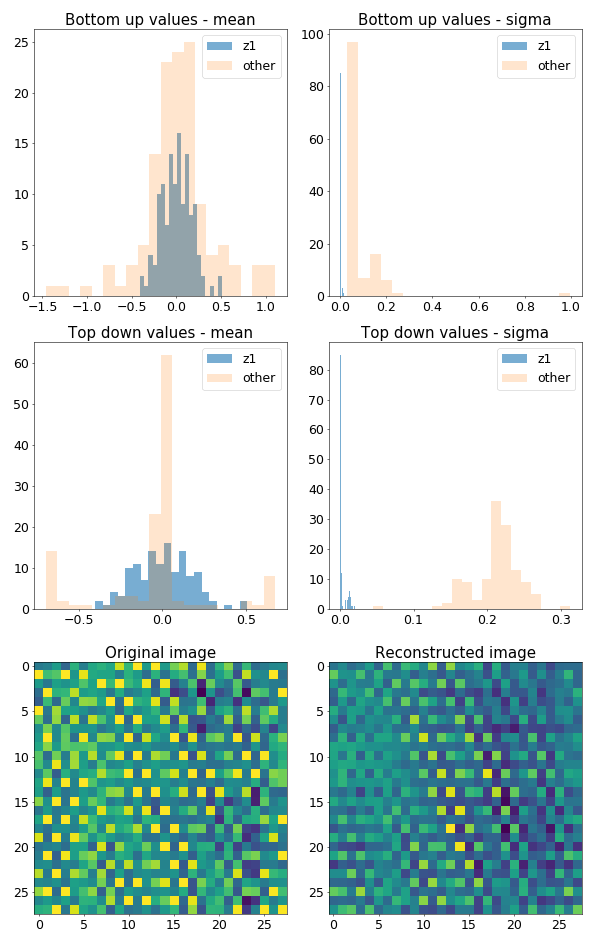 Bottom up values - mean
z1
other
25
20
15
10
5
0
−1.5 −1.0 −0.5 0.0 0.5 1.0
Bottom up values - sigma
z1
other
100
80
60
40
20
0
0.0 0.2 0.4 0.6 0.8 1.0
Top down values - mean
z1
other
60
50
40
30
20
10
0
−0.5 0.0 0.5
Top down values - sigma
z1
other
80
70
60
50
40
30
20
10
0
0.0 0.1 0.2 0.3
Original image
0
5
10
15
20
25
0 5 10 15 20 25
Reconstructed image
0
5
10
15
20
25
0 5 10 15 20 25